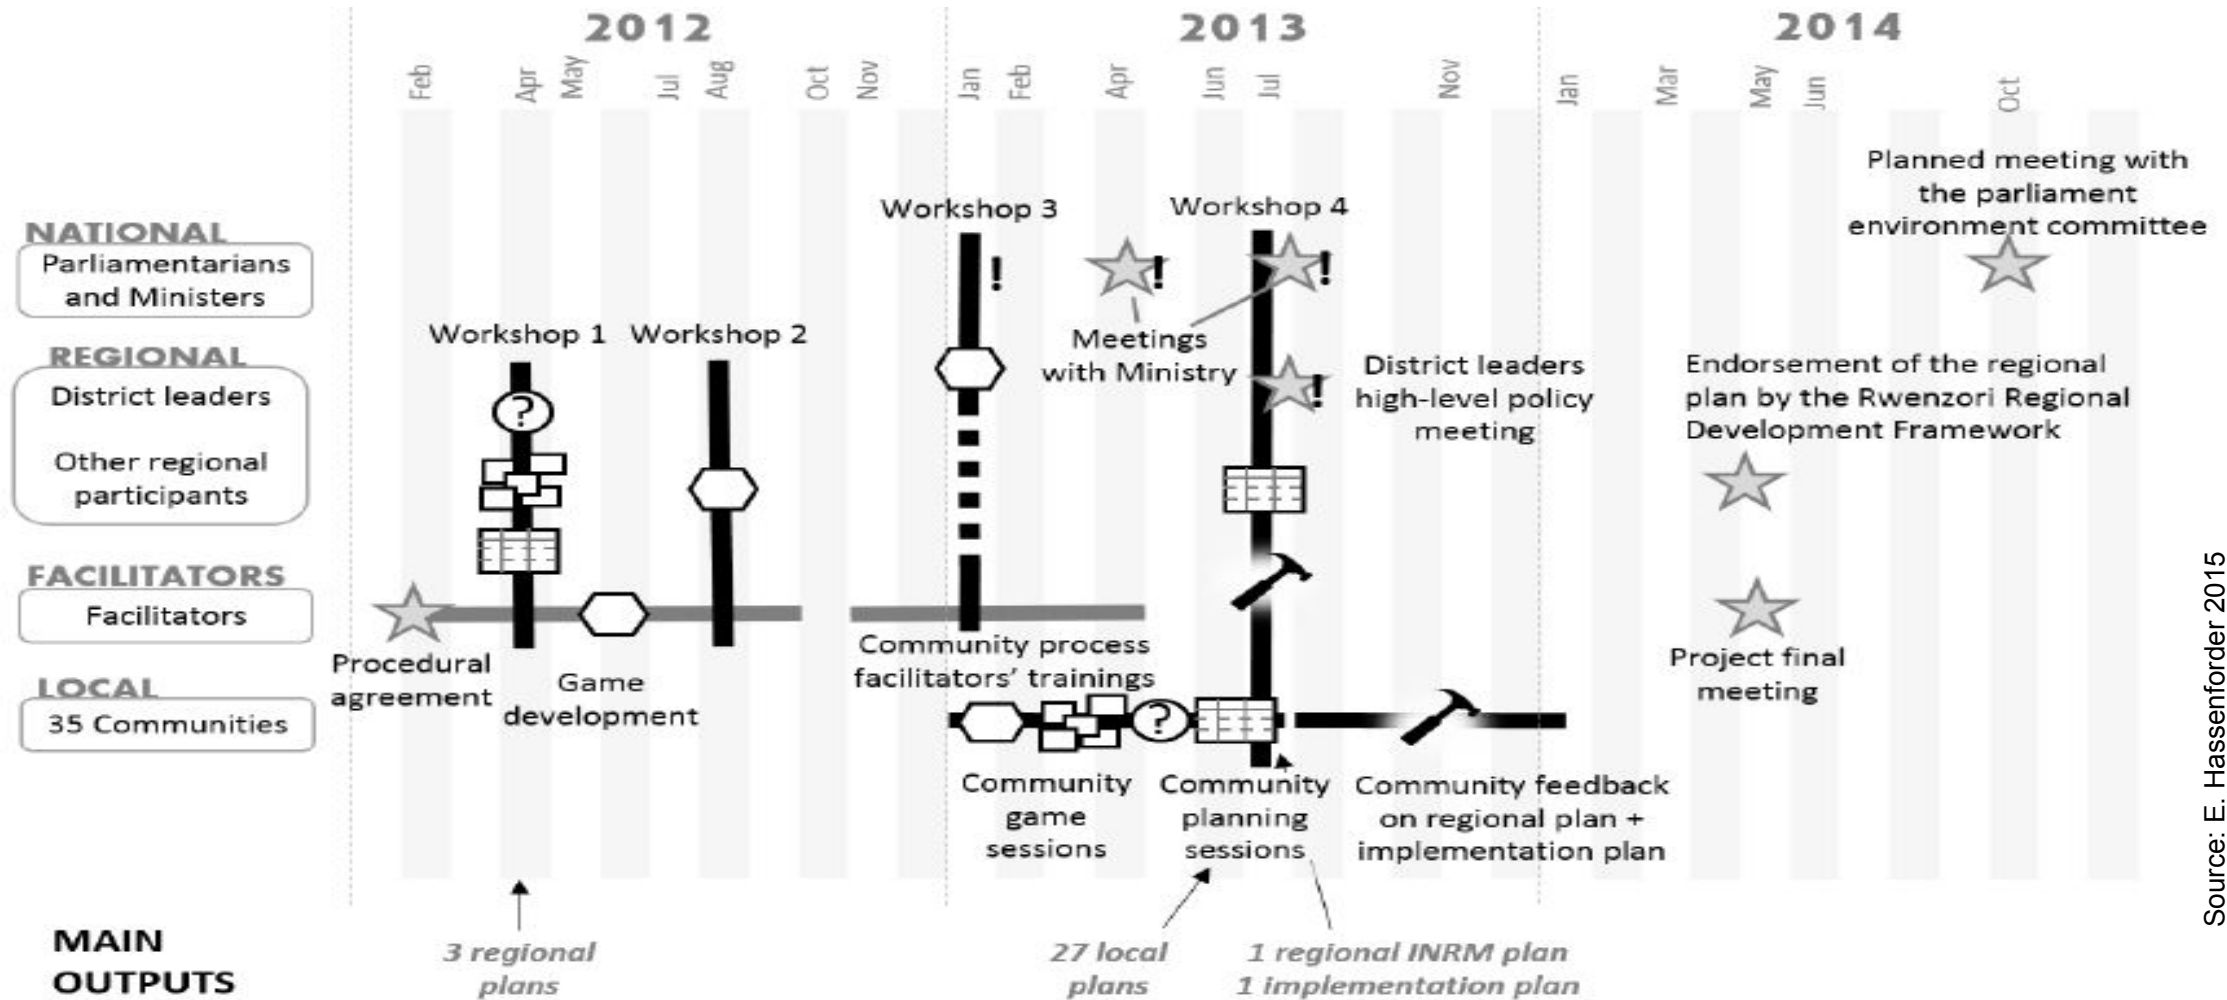 2012
2013
2014
Feb
Apr
May
Jul
Aug
Oct
Nov
Jan
Feb
Apr
Jun
Jul
Nov
Jan
Mar
May
Jun
Oct
NATIONAL
Parliamentarians
and Ministers
REGIONAL
District leaders
Other regional
participants
FACILITATORS
Facilitators
LOCAL
35 Communities
Workshop 1
?
Workshop 2
Workshop 3
!
Workshop 4
!
!
!
Meetings
with Ministry
District leaders
high-level policy
meeting
Planned meeting with
the parliament
environment committee
Endorsement of the regional
plan by the Rwenzori Regional
Development Framework
Procedural
agreement
Game
development
Community process
facilitators' trainings
?
Project final
meeting
Community
game
sessions
Community
planning
sessions
Community feedback
on regional plan +
implementation plan
MAIN
OUTPUTS
3 regional
plans
27 local
plans
1 regional INRM plan
1 implementation plan
Source: E. Hassenforder 2015